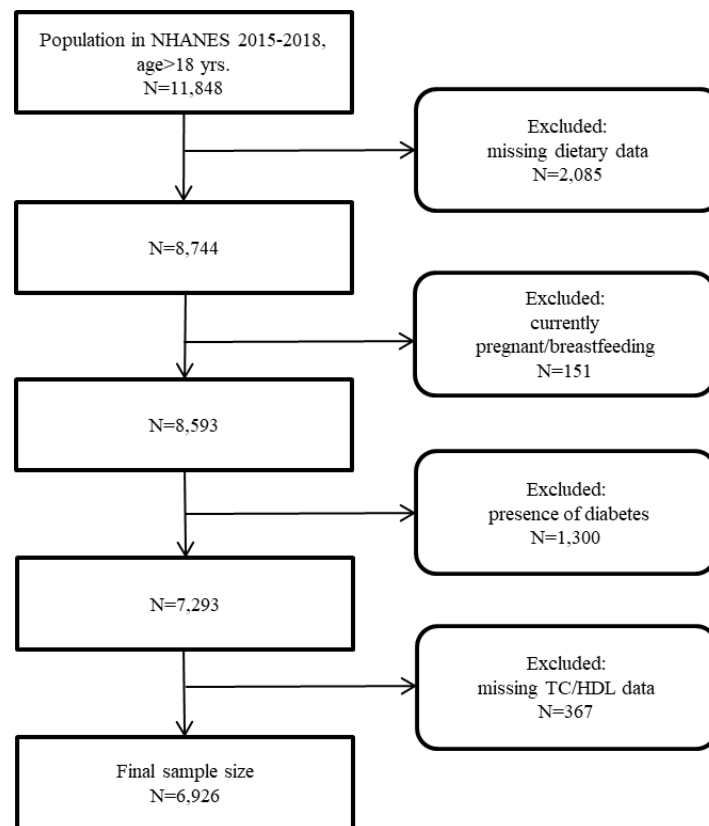 Population in NHANES 2015-2018,
age>18 yrs.
N=11,848
Excluded:
missing dietary data
N=2,085
N=8,744
Excluded:
currently
pregnant/breastfeeding
N=151
N=8,593
Excluded:
presence of diabetes
N=1,300
N=7,293
Excluded:
missing TC/HDL data
N=367
Final sample size
N=6,926